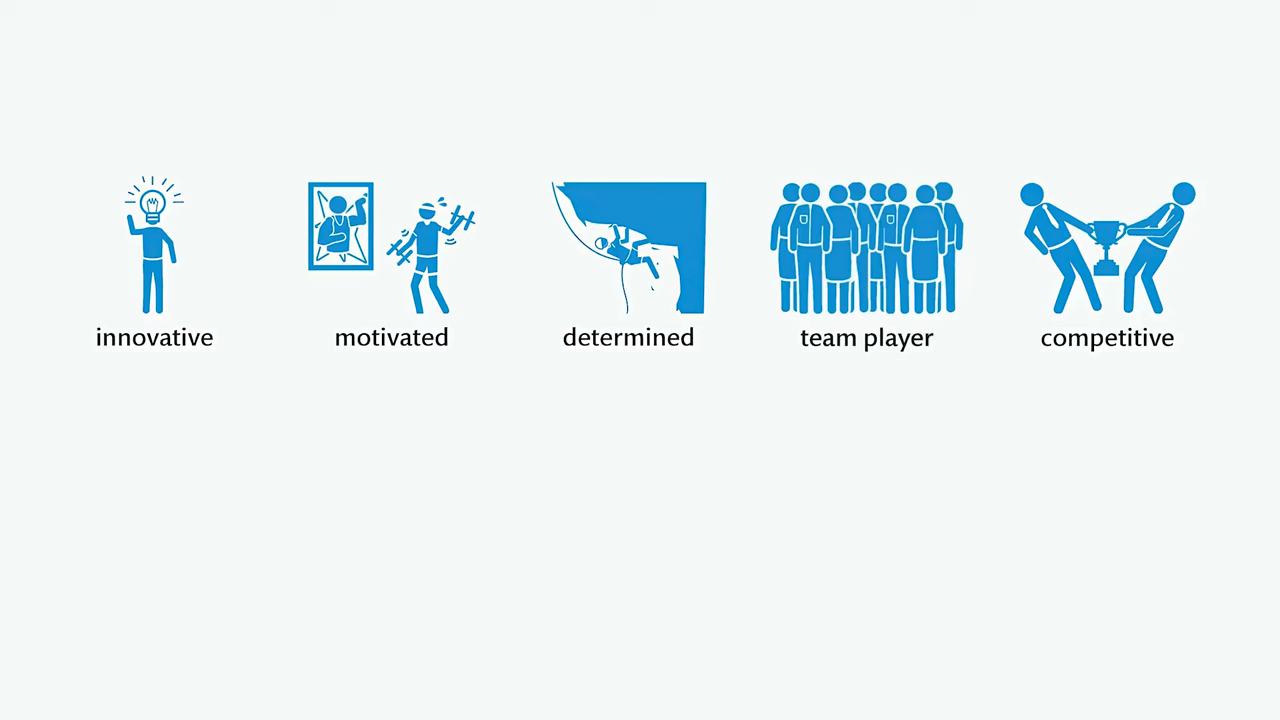 innovative
motivated
determined
team player
competitive